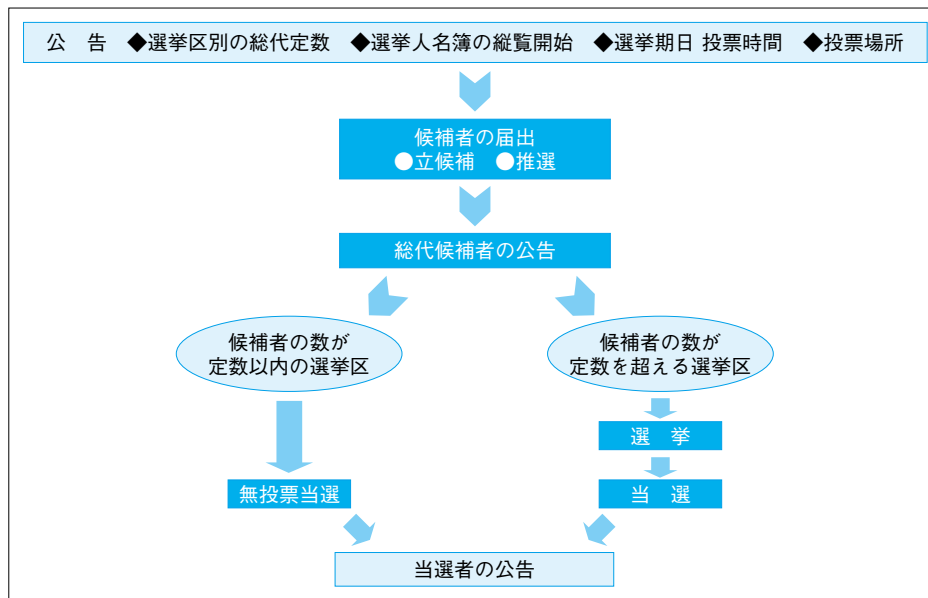 公　告　◆選挙区別の総代定数　◆選挙人名簿の縦覧開始　◆選挙期日 投票時間　◆投票場所
候補者の届出
●立候補　●推選
総代候補者の公告
候補者の数が
定数以内の選挙区
候補者の数が
定数を超える選挙区
選　挙
無投票当選
当　選
当選者の公告